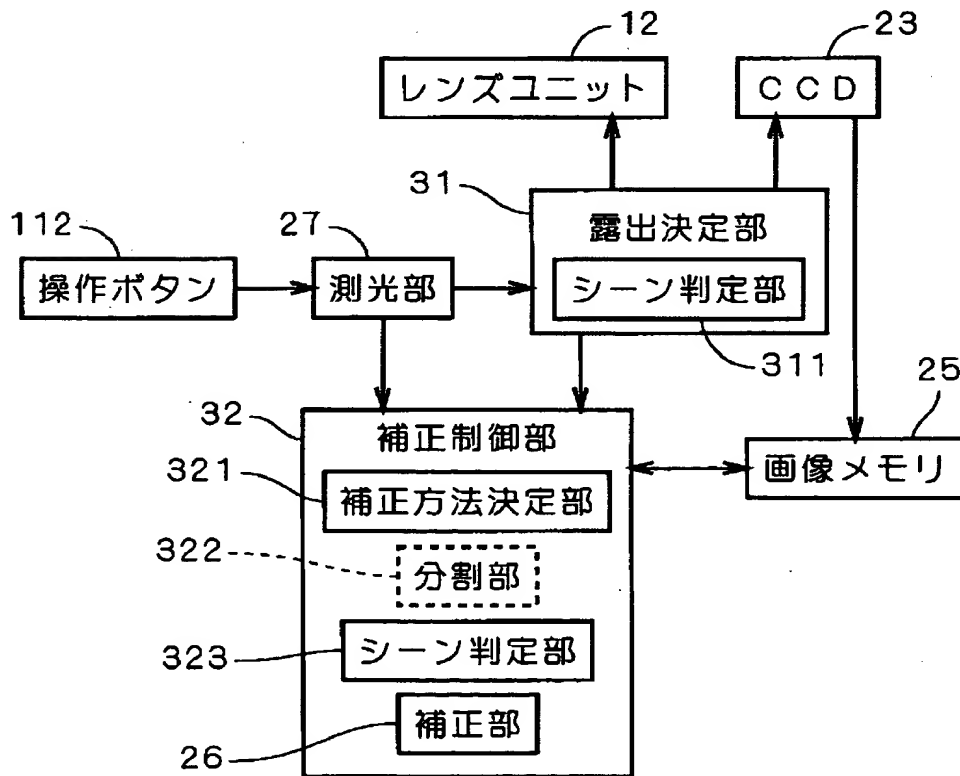 12
23
レンズユニット
CCD
31
露出決定部
112
27
操作ボタン
測光部
シーン判定部
311
25
32
補正制御部
画像メモリ
321
補正方法決定部
322
分割部
323
シーン判定部
補正部
26